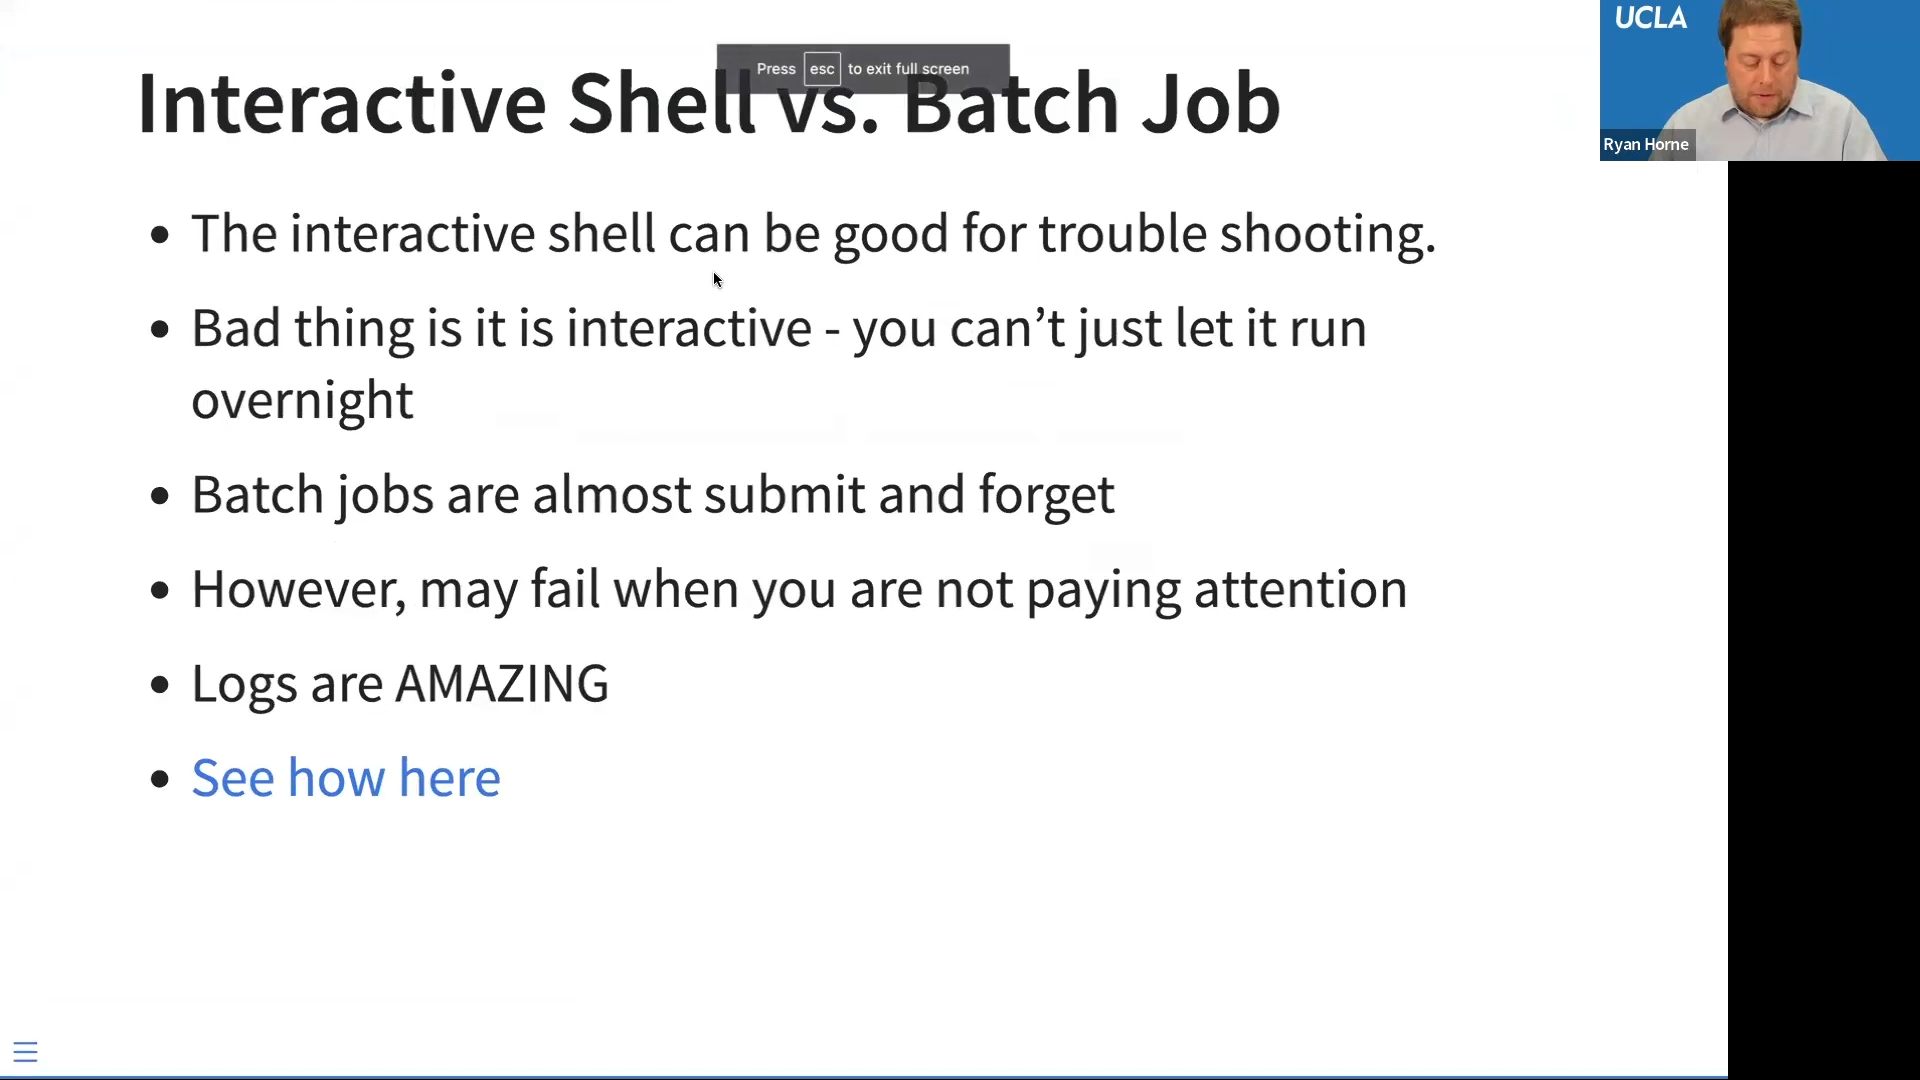 Press esc to exit full screen
UCLA
Ryan Horne
Interactive Shell vs. Batch Job
• The interactive shell can be good for trouble shooting.
• Bad thing is it is interactive - you can’t just let it run
overnight
• Batch jobs are almost submit and forget
• However, may fail when you are not paying attention
• Logs are AMAZING
• See how here